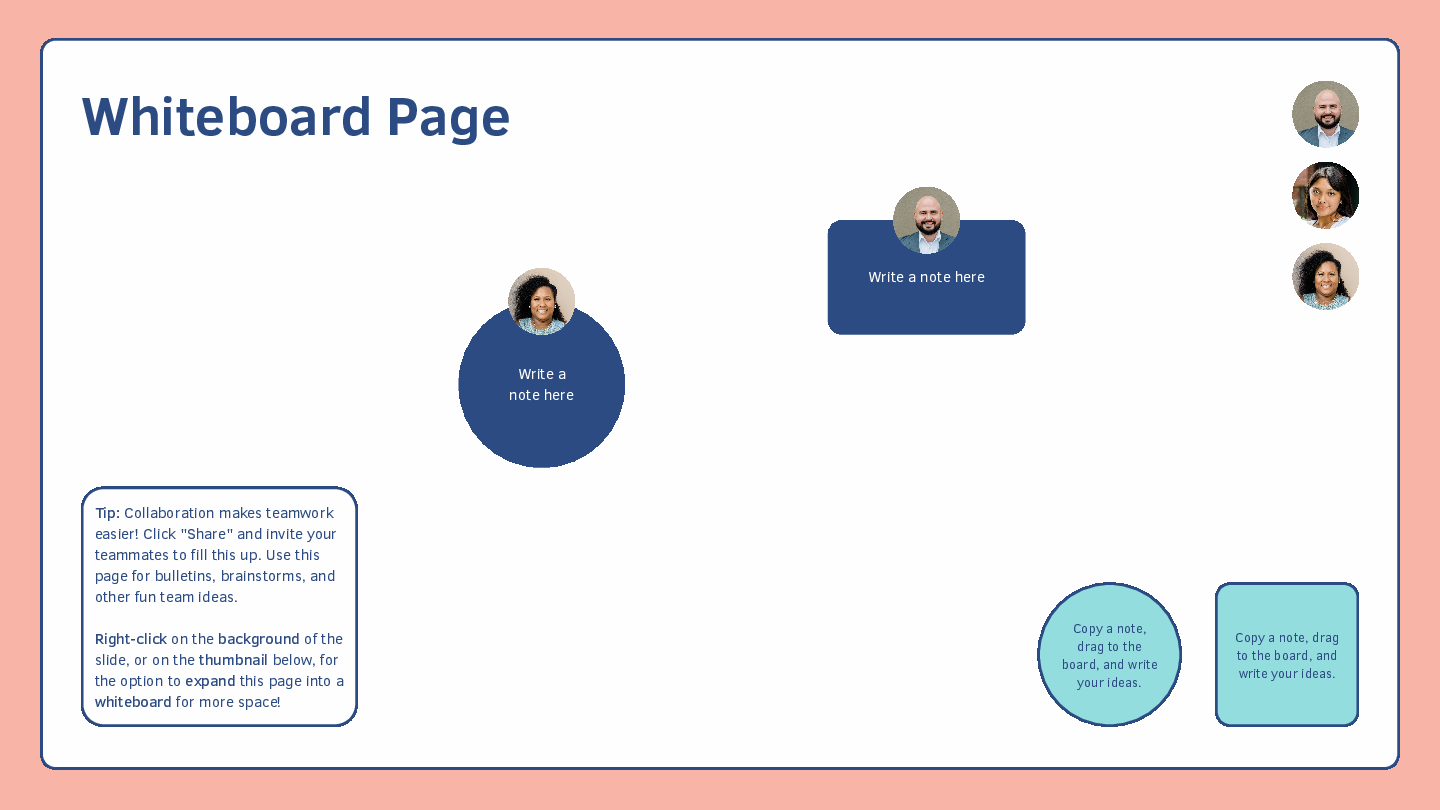 Whiteboard Page
Write a note here
Write a
note here
Tip: Collaboration makes teamwork
easier! Click "Share" and invite your
teammates to fill this up. Use this
page for bulletins, brainstorms, and
other fun team ideas.
Right-click on the background of the
slide, or on the thumbnail below, for
the option to expand this page into a
whiteboard for more space!
Copy a note,
drag to the
board, and write
your ideas.
Copy a note, drag
to the board, and
write your ideas.